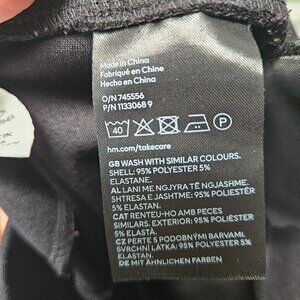 Made in China
Fabriqué en Chine
Hecho en China
O/N 745556
P/N 1133068 9
40
P
hm.com/takecare
GB WASH WITH SIMILAR COLOURS.
SHELL: 95% POLYESTER 5%
ELASTANE.
AL LANI ME NGJYRA TË NGJASHME.
SHTRESA E JASHTME: 95% POLIESTER
5% ELASTAN.
CAT RENTEU-HO AMB PECES
SIMILARS. EXTERIOR: 95% POLIÈSTER
5% ELASTÀ.
CZ PERTE S PODOBNÝMI BARVAMI.
SVRCHNÍ LÁTKA: 95% POLYESTER 5%
ELASTAN.
DE MIT ÄHNLICHEN FARBEN